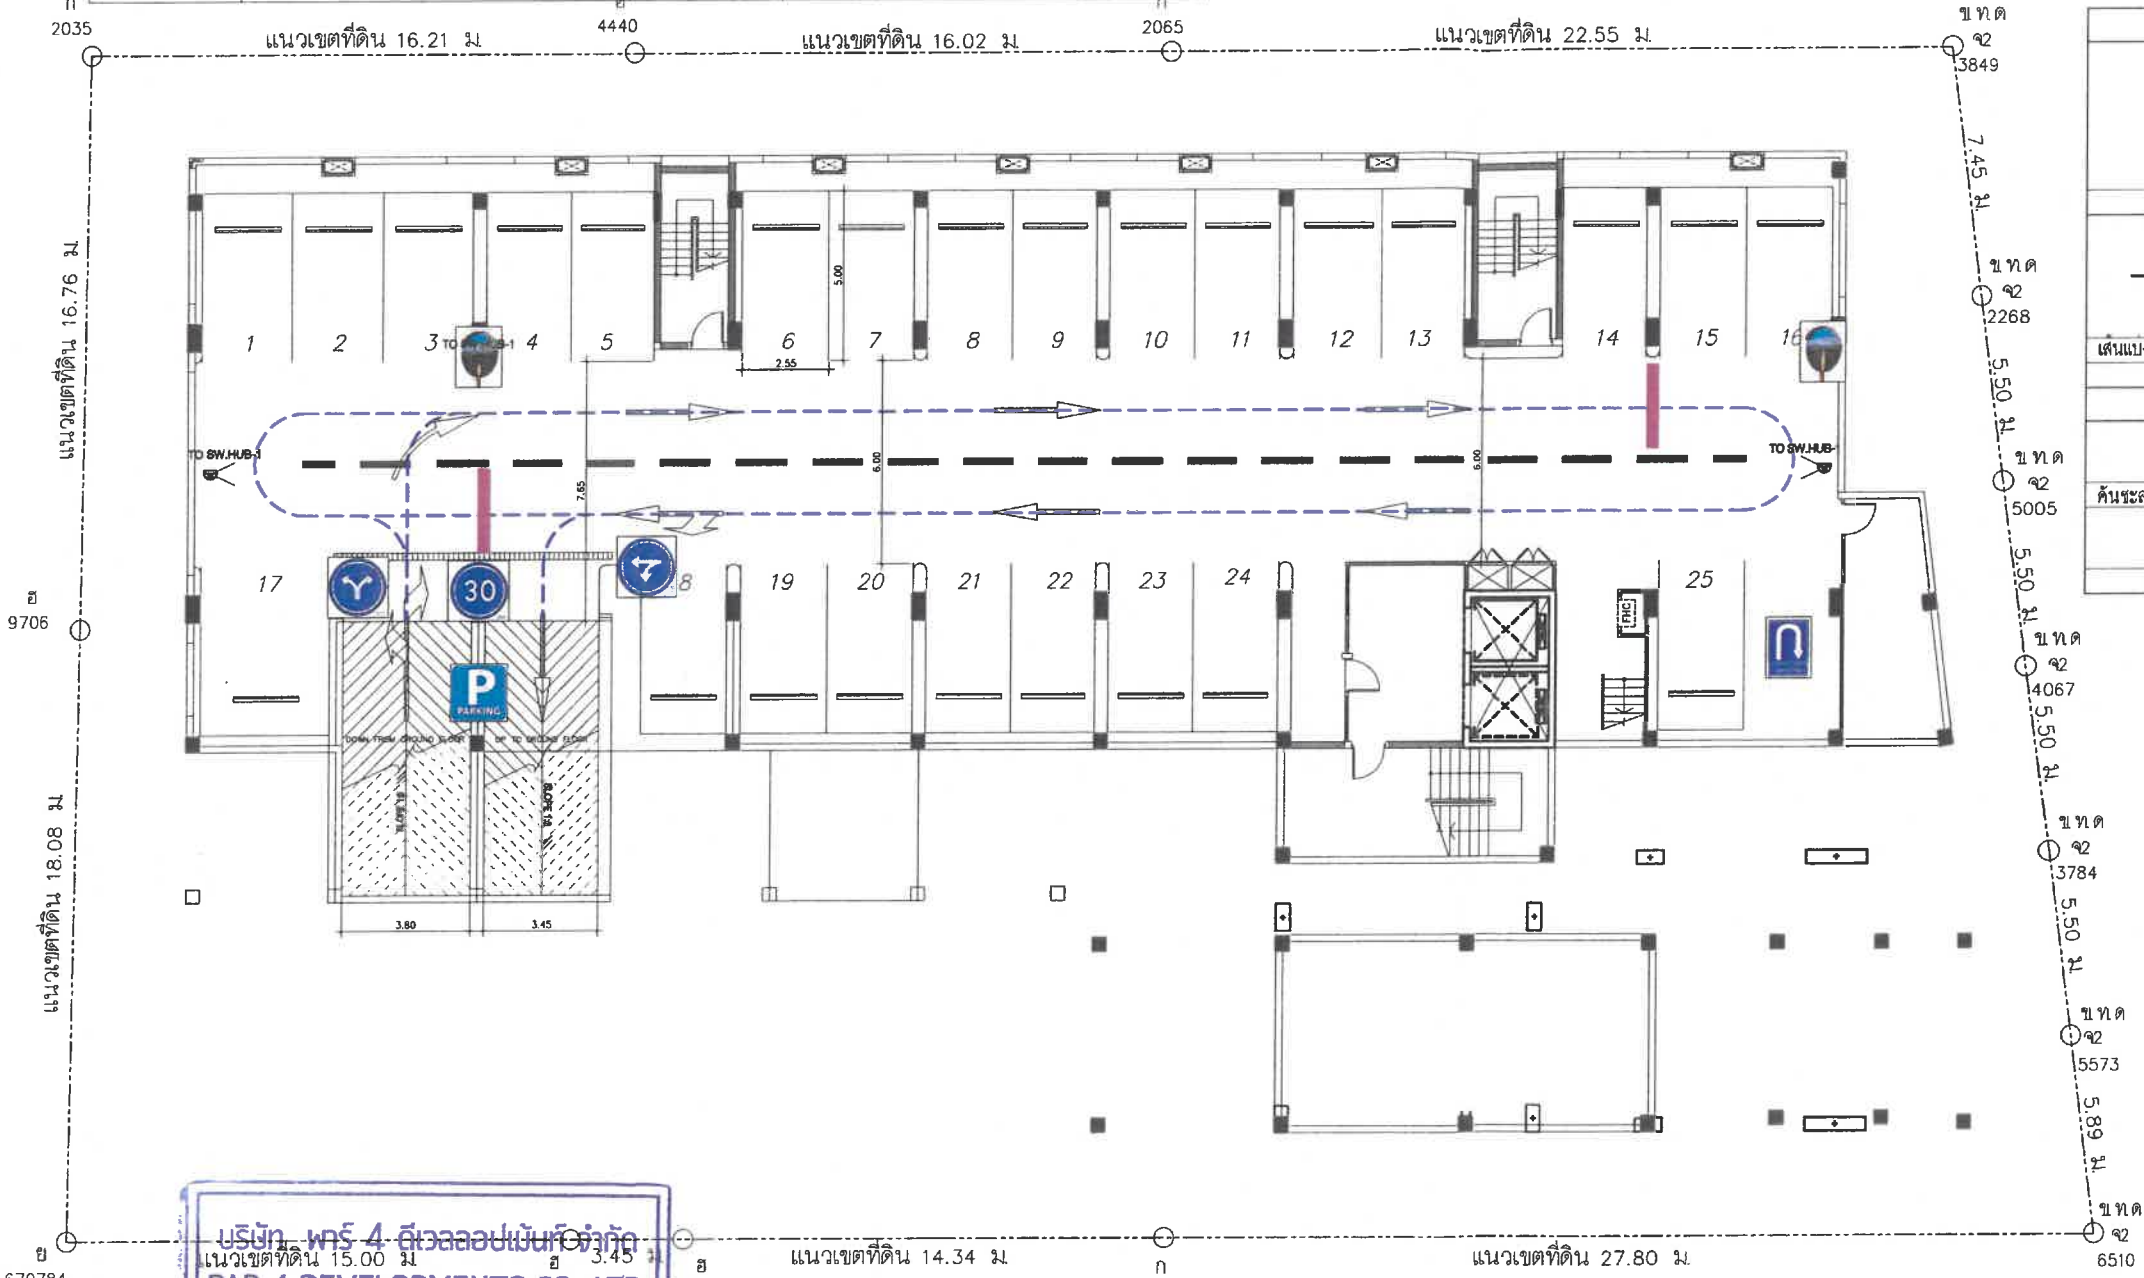 2035
4440
2065
ข ท ด
จ2
3849
แนวเขตที่ดิน 16.21 ม.
แนวเขตที่ดิน 16.02 ม.
แนวเขตที่ดิน 22.55 ม.
7.45 ม.
แนวเขตที่ดิน 16.76 ม.
5.00
ข ท ด
จ2
2268
1
2
3
4
5
6
7
8
9
10
11
12
13
14
15
16
2.55
5.50 ม.
TO SW.HUB-1
7.65
6.00
6.00
TO SW.HUB-
ข ท ด
จ2
5005
17
30
8
19
20
21
22
23
24
FHC
25
5.50 ม.
ฮ
9706
ข ท ด
จ2
4067
P
PARKING
DOWN FROM GROUND FLOOR
UP TO GROUND FLOOR
5.50 ม.
SLOPE 1:8
แนวเขตที่ดิน 18.08 ม.
ข ท ด
จ2
3784
3.80
3.45
5.50 ม.
ข ท ด
จ2
5573
5.89 ม.
บริษัท พาร์ 4 ดีเวลลอปเม้นท์ จำกัด
แนวเขตที่ดิน 15.00 ม.
3.45 ม.
แนวเขตที่ดิน 14.34 ม.
แนวเขตที่ดิน 27.80 ม.
ข ท ด
จ2
6510
PAR 4 DEVELOPMENTS CO.,LTD